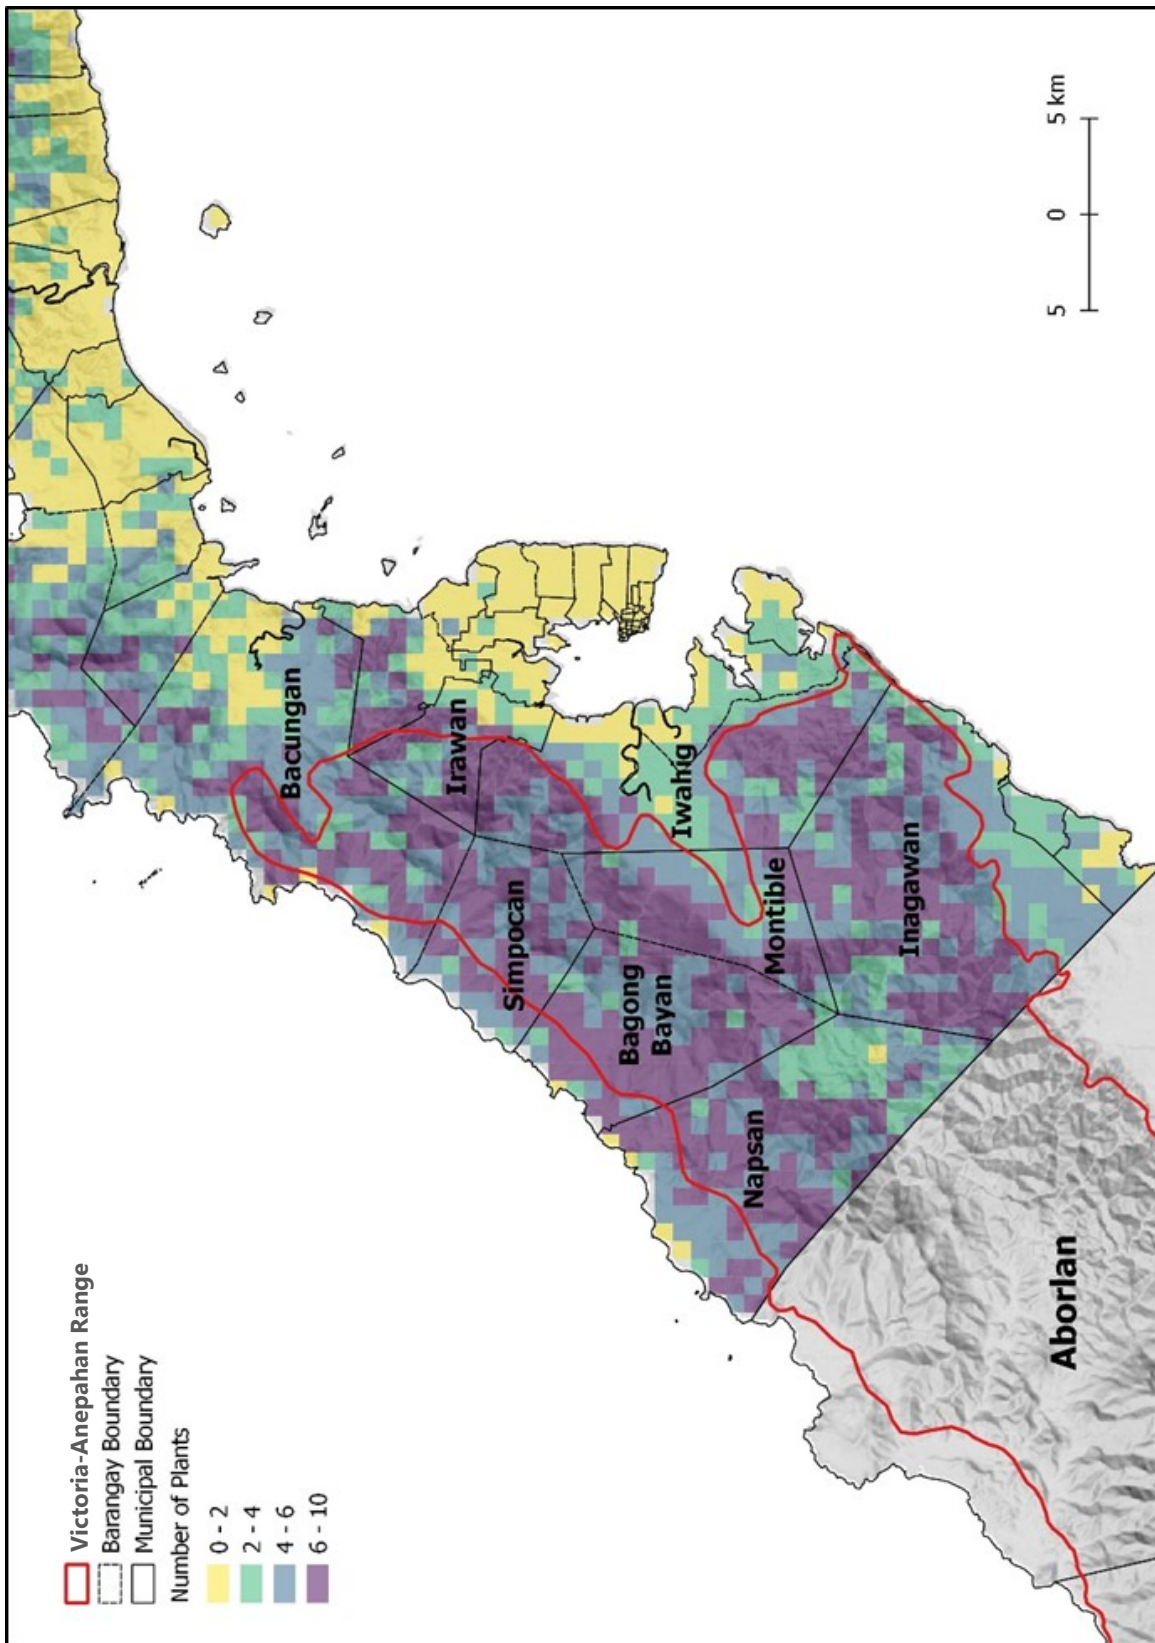 Victoria-Anepahan Range
Barangay Boundary
Municipal Boundary
Number of Plants
0 - 2
2 - 4
4 - 6
6 - 10
Bacungan
Irawan
Iwahig
Simpocan
Montible
Bagong
Bayan
Inagawan
Napsan
Aborlan
5 0 5 km